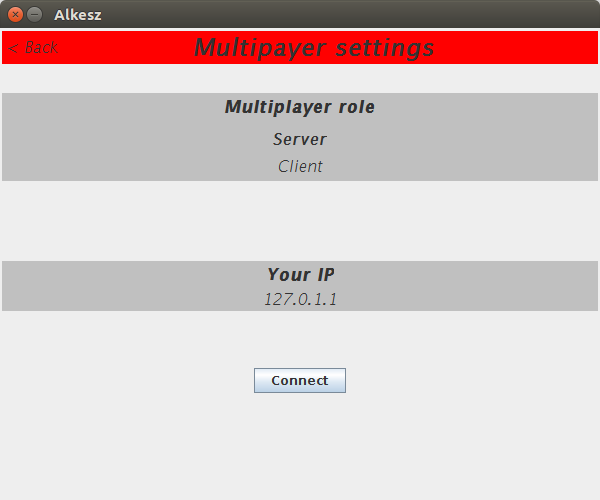 Alkesz
< Back
Multipayer settings
Multiplayer role
Server
Client
Your IP
127.0.1.1
Connect